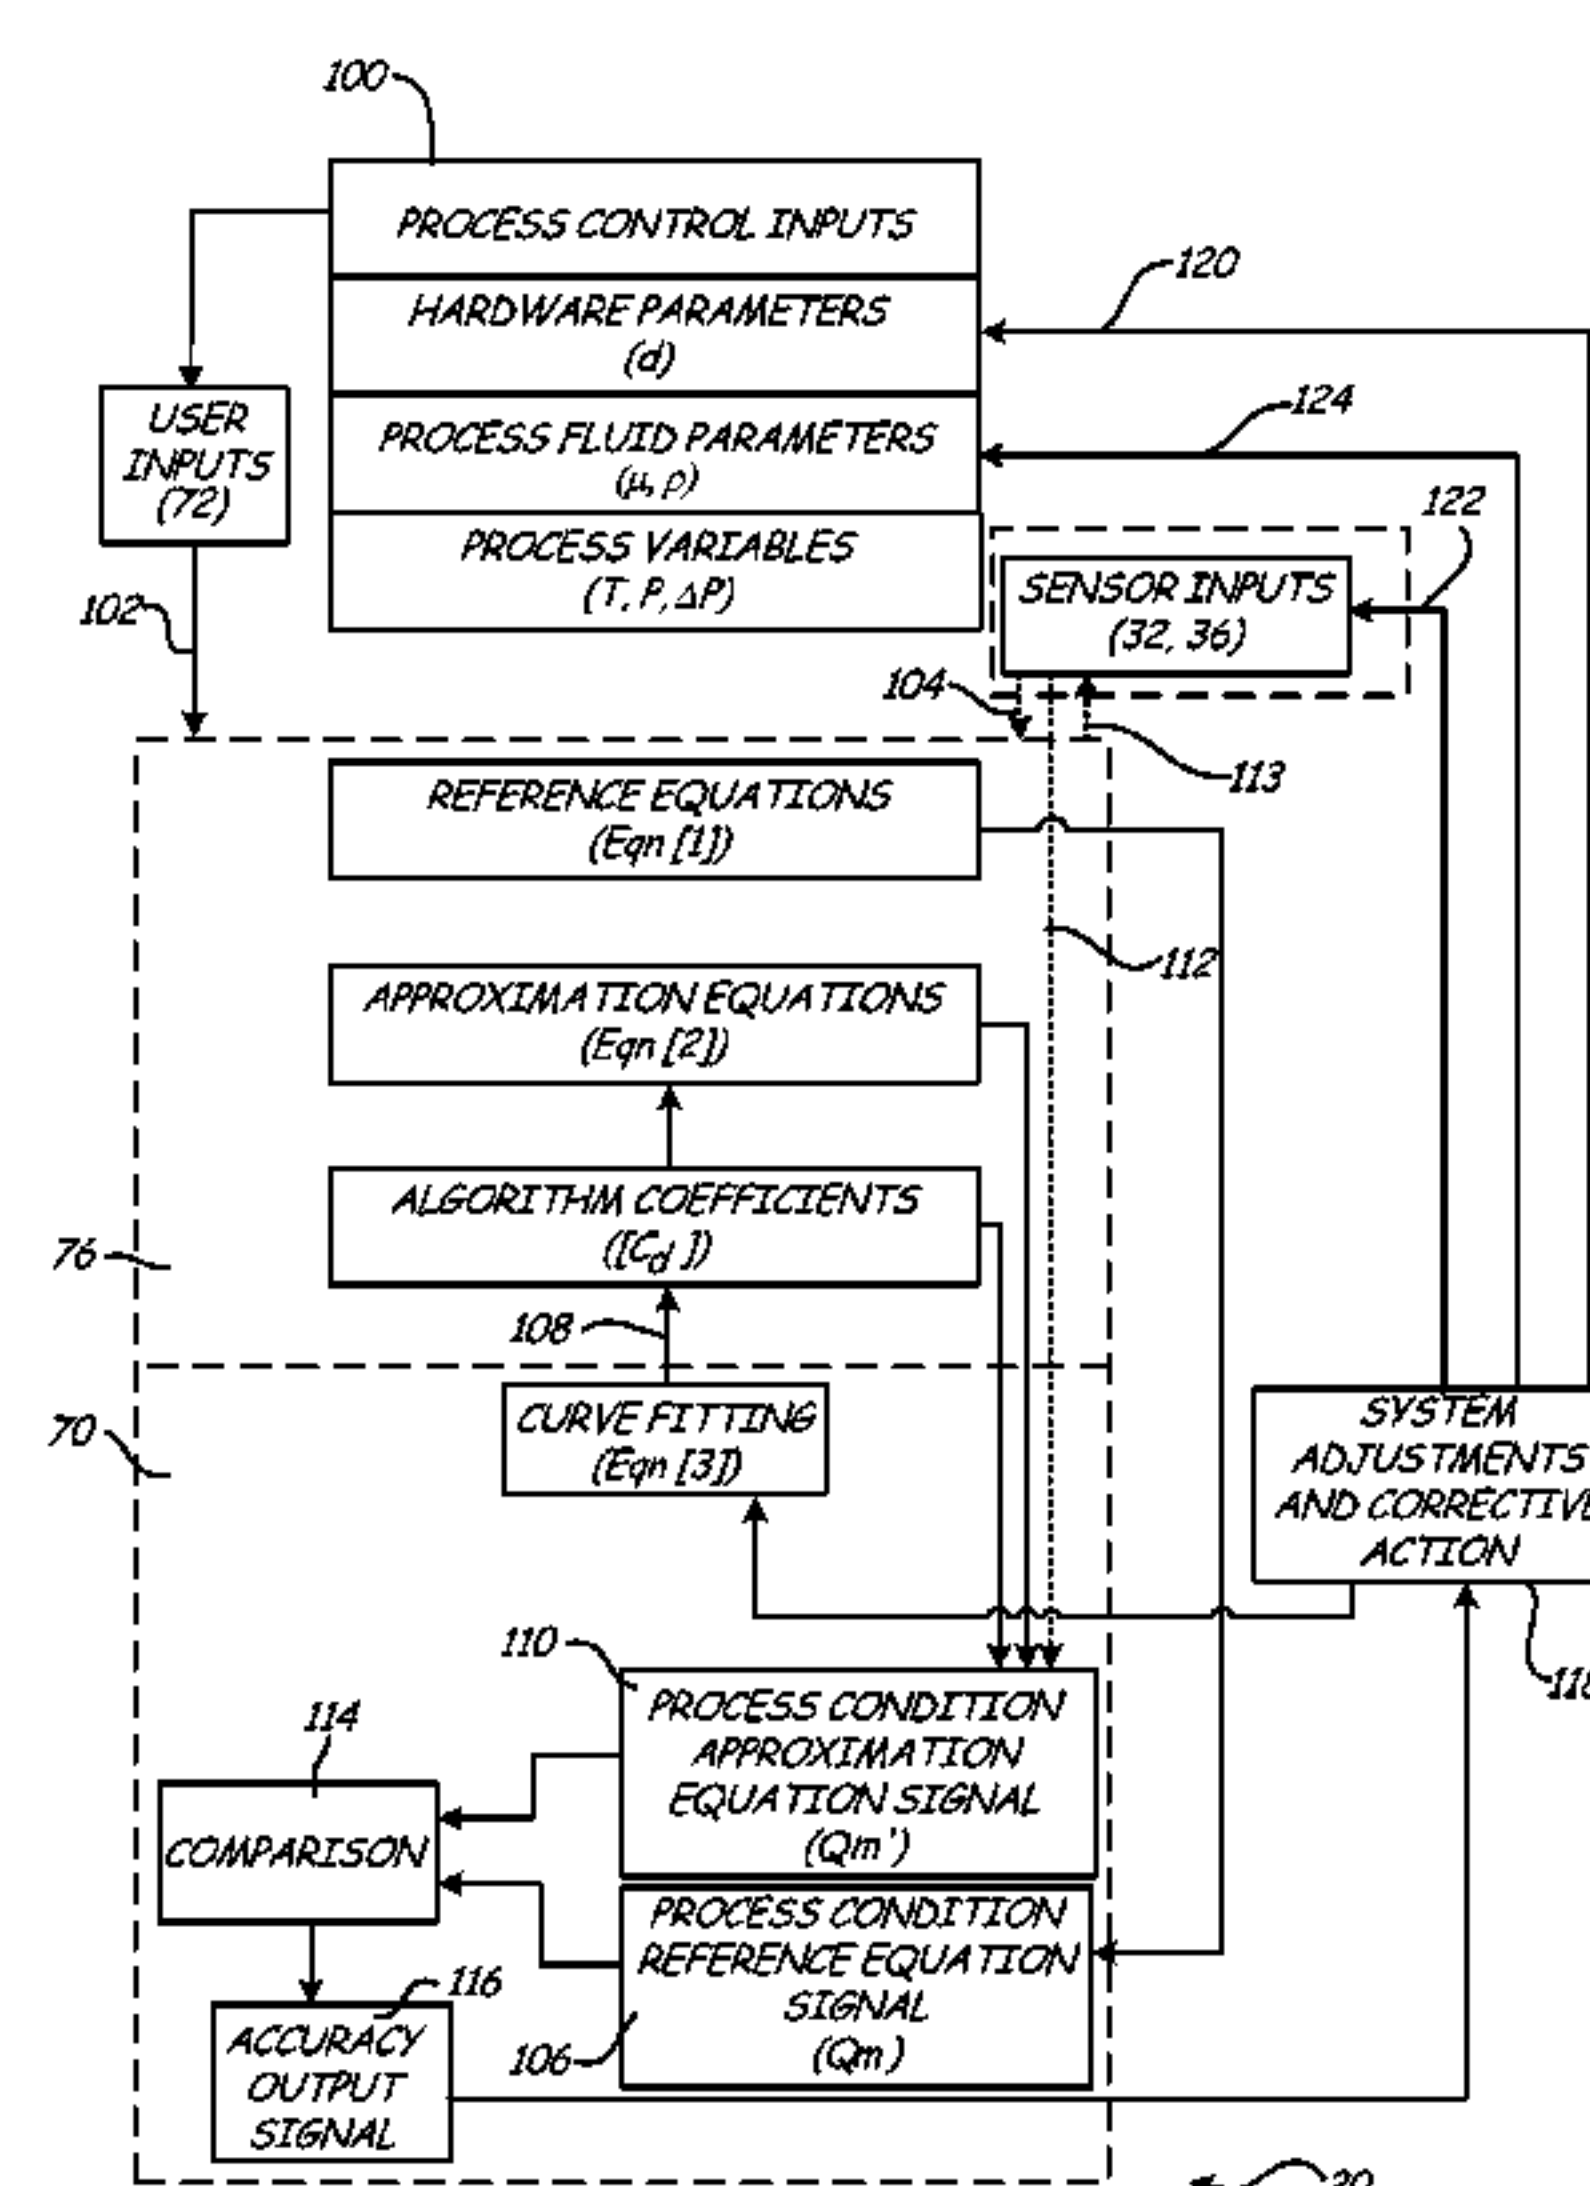 100
PROCESS CONTROL INPUTS
120
HARDWARE PARAMETERS
(d)
124
PROCESS FLUID PARAMETERS
(μ, ρ)
USER
INPUTS
(72)
122
PROCESS VARIABLES
(T, P, ΔP)
SENSOR INPUTS
(32, 36)
102
104
113
REFERENCE EQUATIONS
(Eqn [1])
112
APPROXIMATION EQUATIONS
(Eqn [2])
ALGORITHM COEFFICIENTS
([Cd ])
76
108
CURVE FITTING
(Eqn [3])
70
SYSTEM
ADJUSTMENTS
AND CORRECTIVE
ACTION
110
118
PROCESS CONDITION
APPROXIMATION
EQUATION SIGNAL
(Qm')
114
COMPARISON
PROCESS CONDITION
REFERENCE EQUATION
SIGNAL
(Qm)
116
106
ACCURACY
OUTPUT
SIGNAL